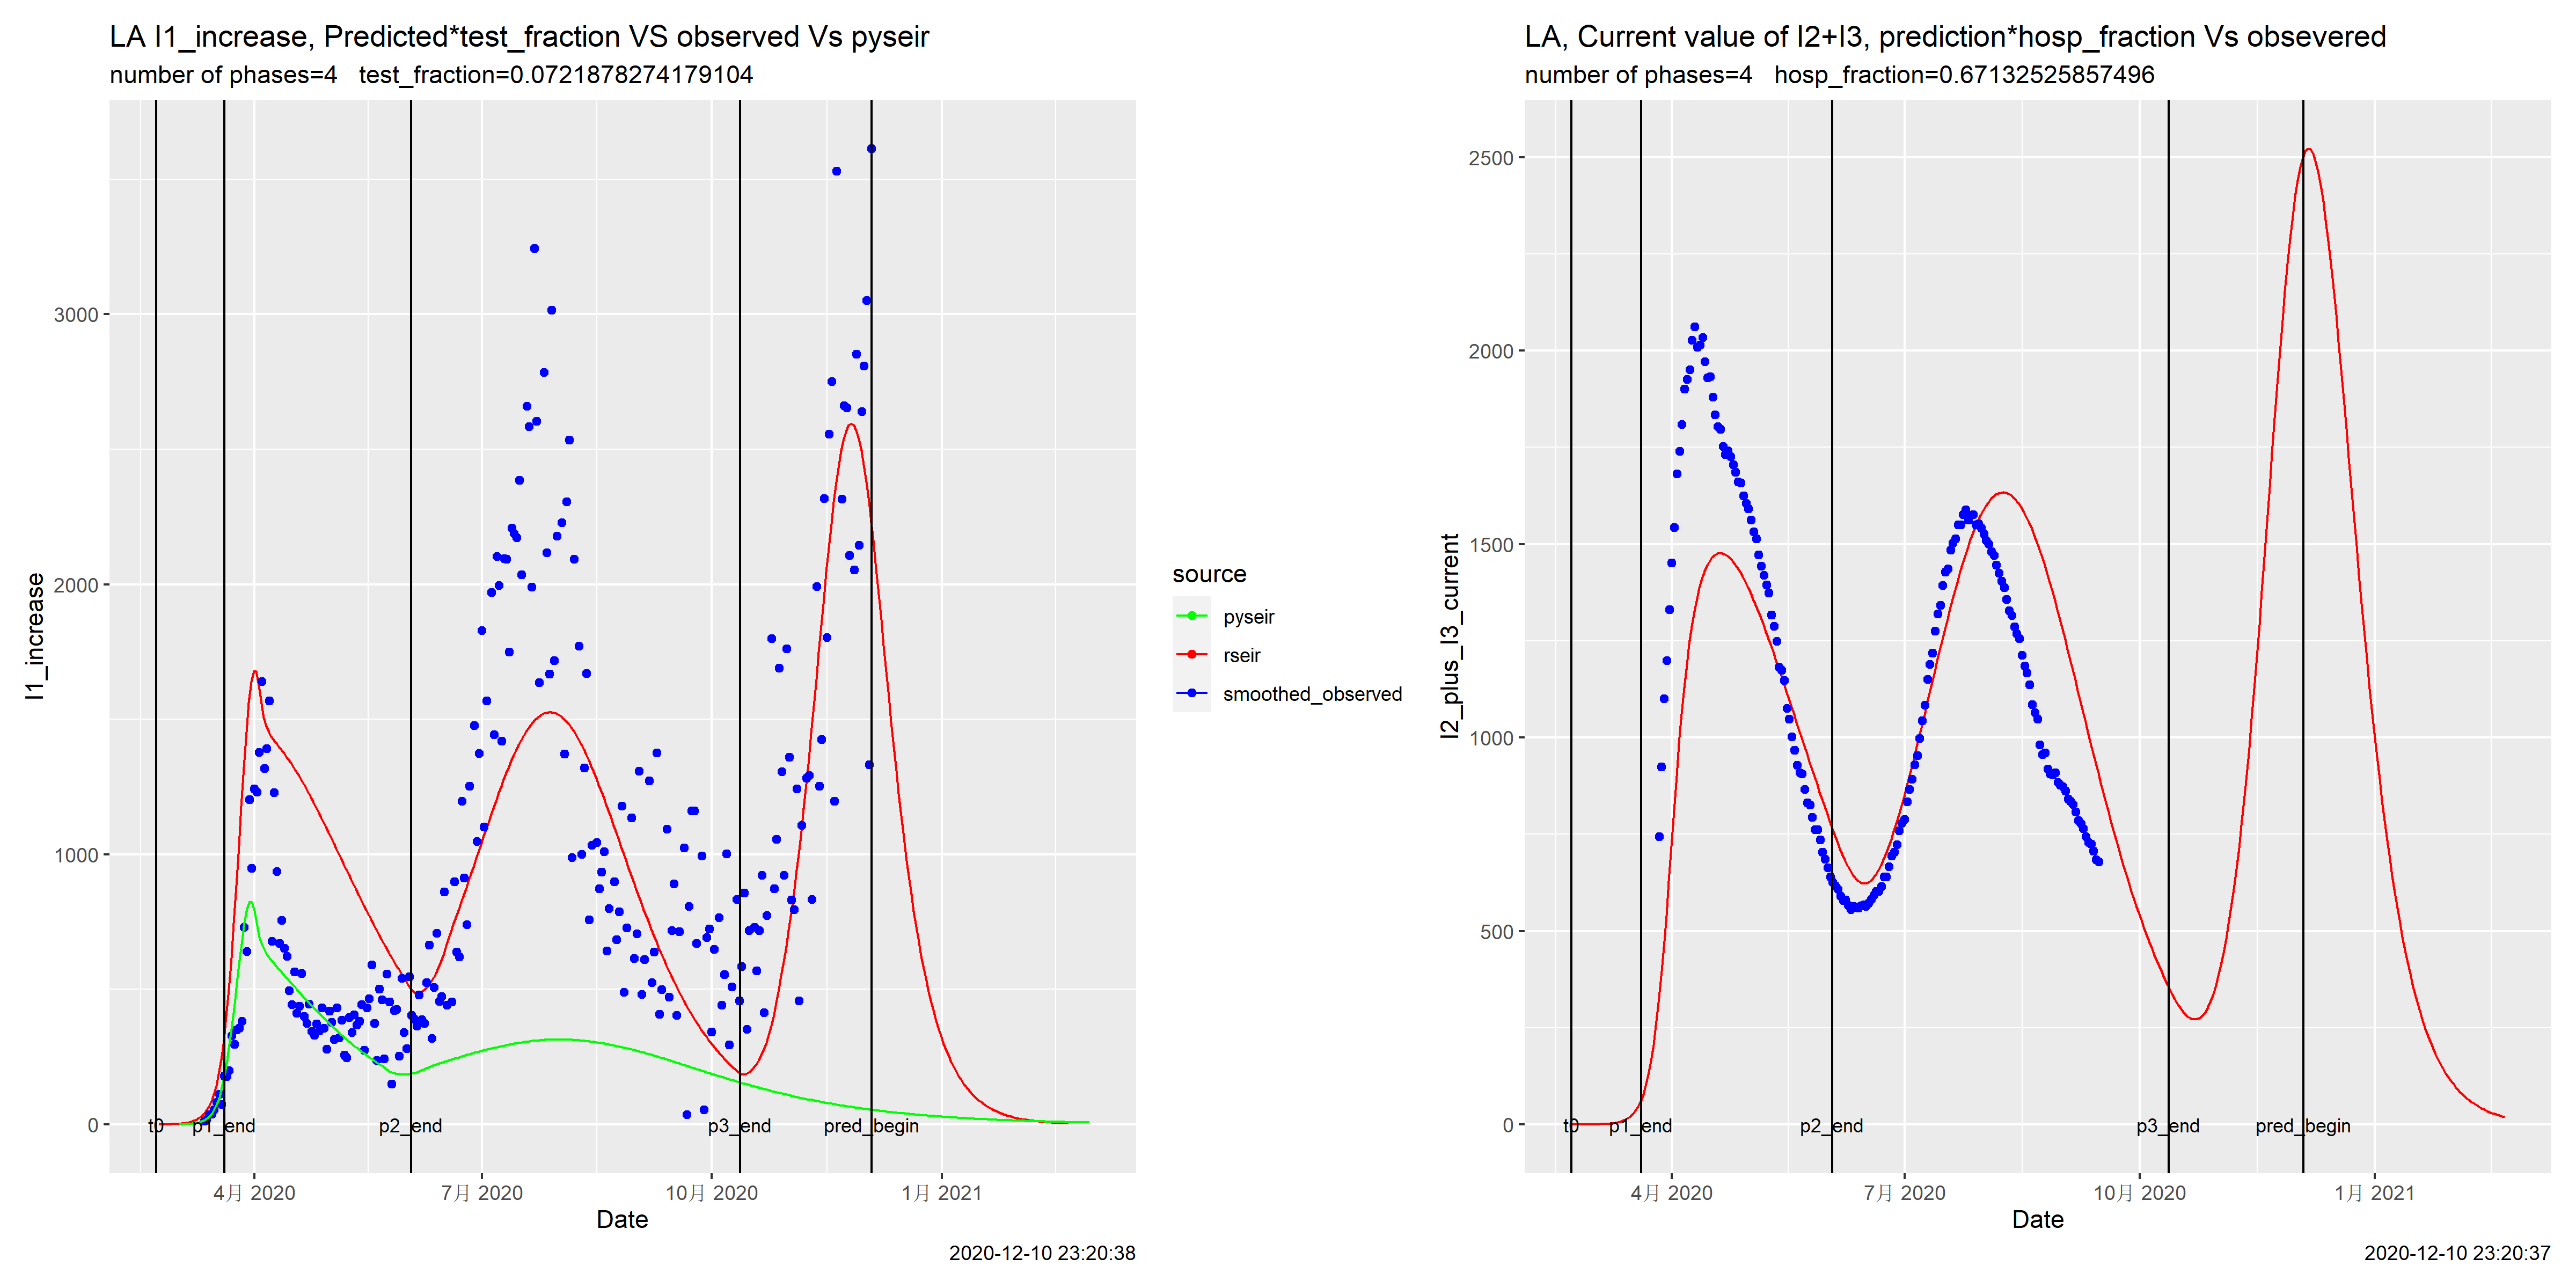 LA I1_increase, Predicted*test_fraction VS observed Vs pyseir
number of phases=4 test_fraction=0.0721878274179104
I1_increase
3000
2000
1000
0
t0 p1_end p2_end p3_end pred_begin
4月 2020 7月 2020 10月 2020 1月 2021
Date
2020-12-10 23:20:38
source
pyseir
rseir
smoothed_observed
LA, Current value of I2+I3, prediction*hosp_fraction Vs obsevered
number of phases=4 hosp_fraction=0.67132525857496
I2_plus_I3_current
2500
2000
1500
1000
500
0
t0 p1_end p2_end p3_end pred_begin
4月 2020 7月 2020 10月 2020 1月 2021
Date
2020-12-10 23:20:37